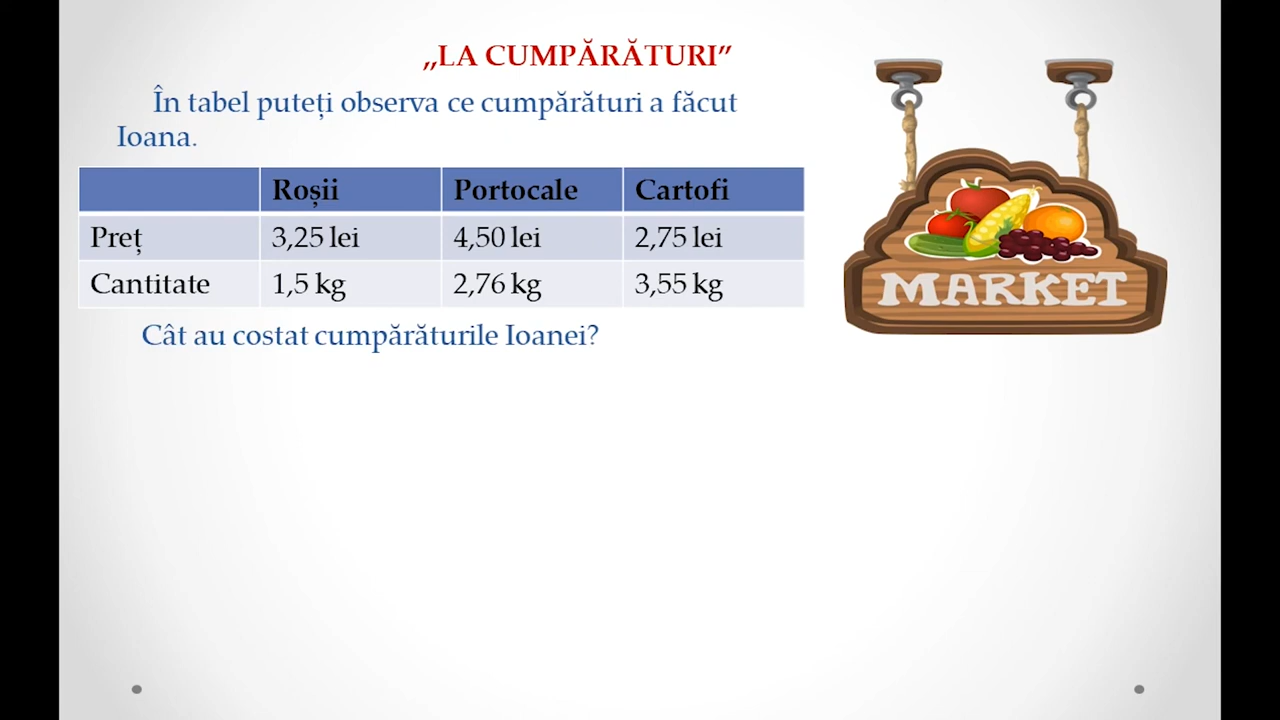 ,,LA CUMPĂRĂTURI”
În tabel puteți observa ce cumpărături a făcut
Ioana.
Roșii Portocale Cartofi
Preț 3,25 lei 4,50 lei 2,75 lei
Cantitate 1,5 kg 2,76 kg 3,55 kg
Cât au costat cumpărăturile Ioanei?
MARKET